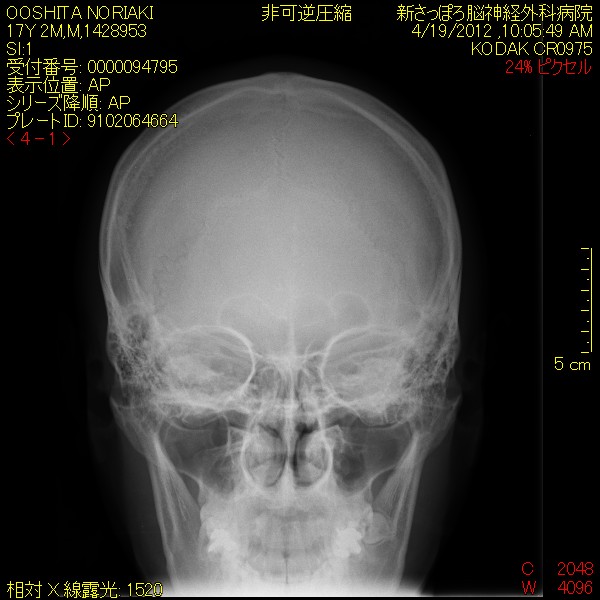 OOSHITA NORIAKI
17Y 2M,M,1428953
SI:1
受付番号: 0000094795
表示位置: AP
シリーズ降順: AP
プレートID: 9102064664
< 4 - 1 >
非可逆圧縮
新さっぽろ脳神経外科病院
4/19/2012 ,10:05:49 AM
KODAK CR0975
24% ピクセル
5 cm
相対 X 線露光: 1520
C 2048
W 4096